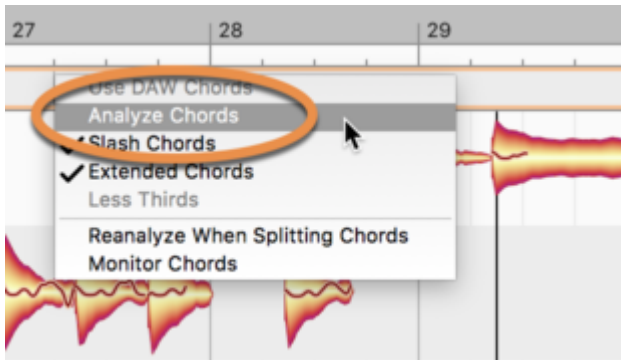 27 28 29
Use DAW Chords
Analyze Chords
Slash Chords
Extended Chords
Less Thirds
Reanalyze When Splitting Chords
Monitor Chords